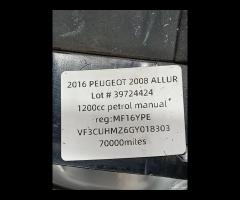 2016 PEUGEOT 2008 ALLUR
Lot # 39724424
1200cc petrol manual*
reg:MF16YPE
VF3CUHMZ6GY018303
70000miles